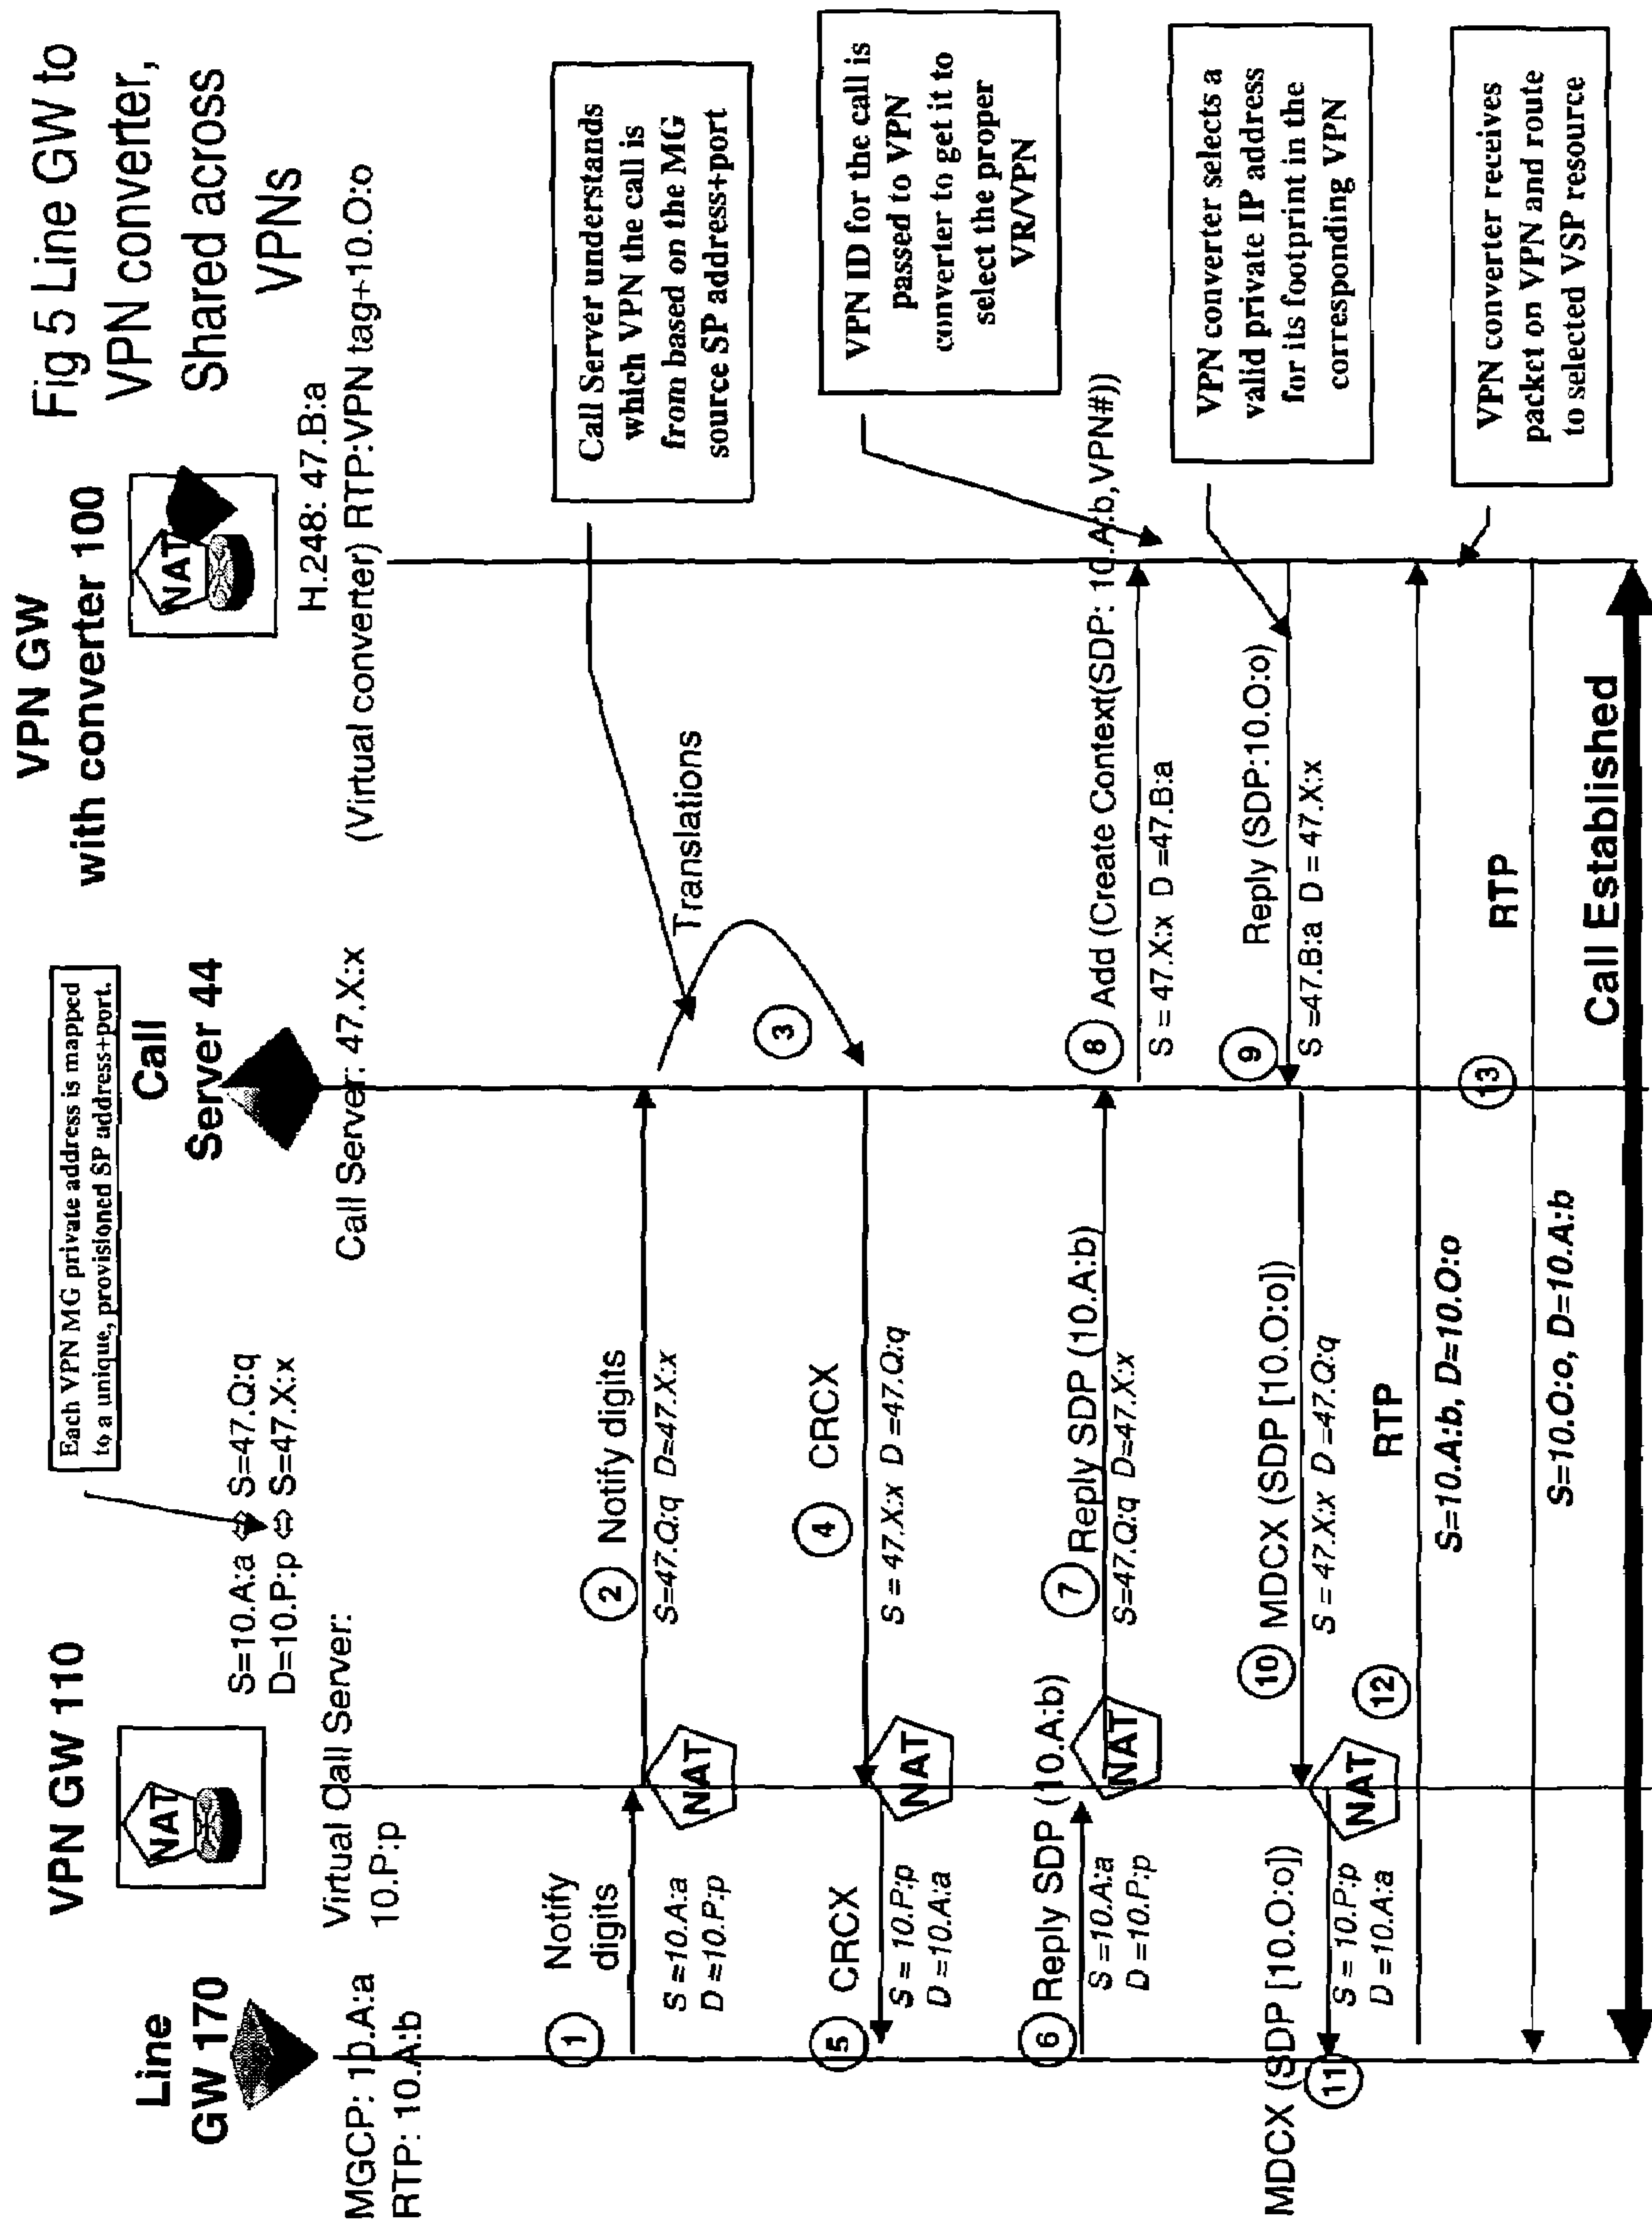 Fig 5 Line GW to
VPN converter,
Shared across
VPNs
Line
GW 170
MGCP: 10.A:a
RTP: 10.A:b
VPN GW 110
NAT
Virtual Call Server:
10.P:p
S=10.A:a ⇔ S=47.Q:q
D=10.P:p ⇔ S=47.X:x
Each VPN MG private address is mapped
to a unique, provisioned SP address+port.
Call
Server 44
Call Server: 47.X:x
VPN GW
with converter 100
NAT
H.248: 47.B:a
(Virtual converter) RTP:VPN tag+10.O:o
1
Notify
digits
S =10.A:a
D =10.P:p
NAT
2 Notify digits
S=47.Q:q D=47.X:x
Translations
3
Call Server understands
which VPN the call is
from based on the MG
source SP address+port
4 CRCX
S = 47.X:x D =47.Q:q
NAT
5 CRCX
S = 10.P:p
D =10.A:a
6 Reply SDP (10.A:b)
S =10.A:a
D =10.P:p
NAT
7 Reply SDP (10.A:b)
S=47.Q:q D=47.X:x
8 Add (Create Context(SDP: 10.A:b,VPN#))
S = 47.X:x D =47.B:a
VPN ID for the call is
passed to VPN
converter to get it to
select the proper
VR/VPN
9 Reply (SDP:10.O:o)
S =47.B:a D = 47.X:x
VPN converter selects a
valid private IP address
for its footprint in the
corresponding VPN
10 MDCX (SDP [10.O:o])
S = 47.X:x D =47.Q:q
NAT
MDCX (SDP [10.O:o])
11
S = 10.P:p
D =10.A:a
12
RTP
S=10.A:b, D=10.O:o
13
RTP
S=10.O:o, D=10.A:b
VPN converter receives
packet on VPN and route
to selected VSP resource
Call Established